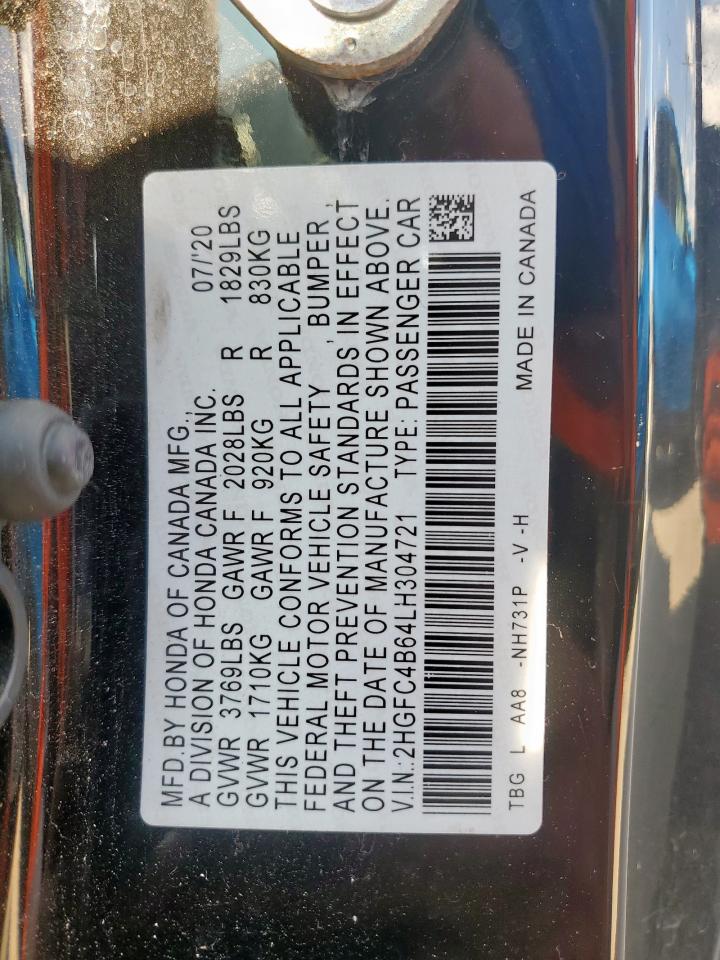 MFD.BY HONDA OF CANADA MFG.,
A DIVISION OF HONDA CANADA INC. 07/'20
GVWR 3769LBS GAWR F 2028LBS R 1829LBS
GVWR 1710KG GAWR F 920KG R 830KG
THIS VEHICLE CONFORMS TO ALL APPLICABLE
FEDERAL MOTOR VEHICLE SAFETY , BUMPER ,
AND THEFT PREVENTION STANDARDS IN EFFECT
ON THE DATE OF MANUFACTURE SHOWN ABOVE.
V.I.N.:2HGFC4B64LH304721 TYPE: PASSENGER CAR
TBG L AA8 -NH731P -V -H MADE IN CANADA